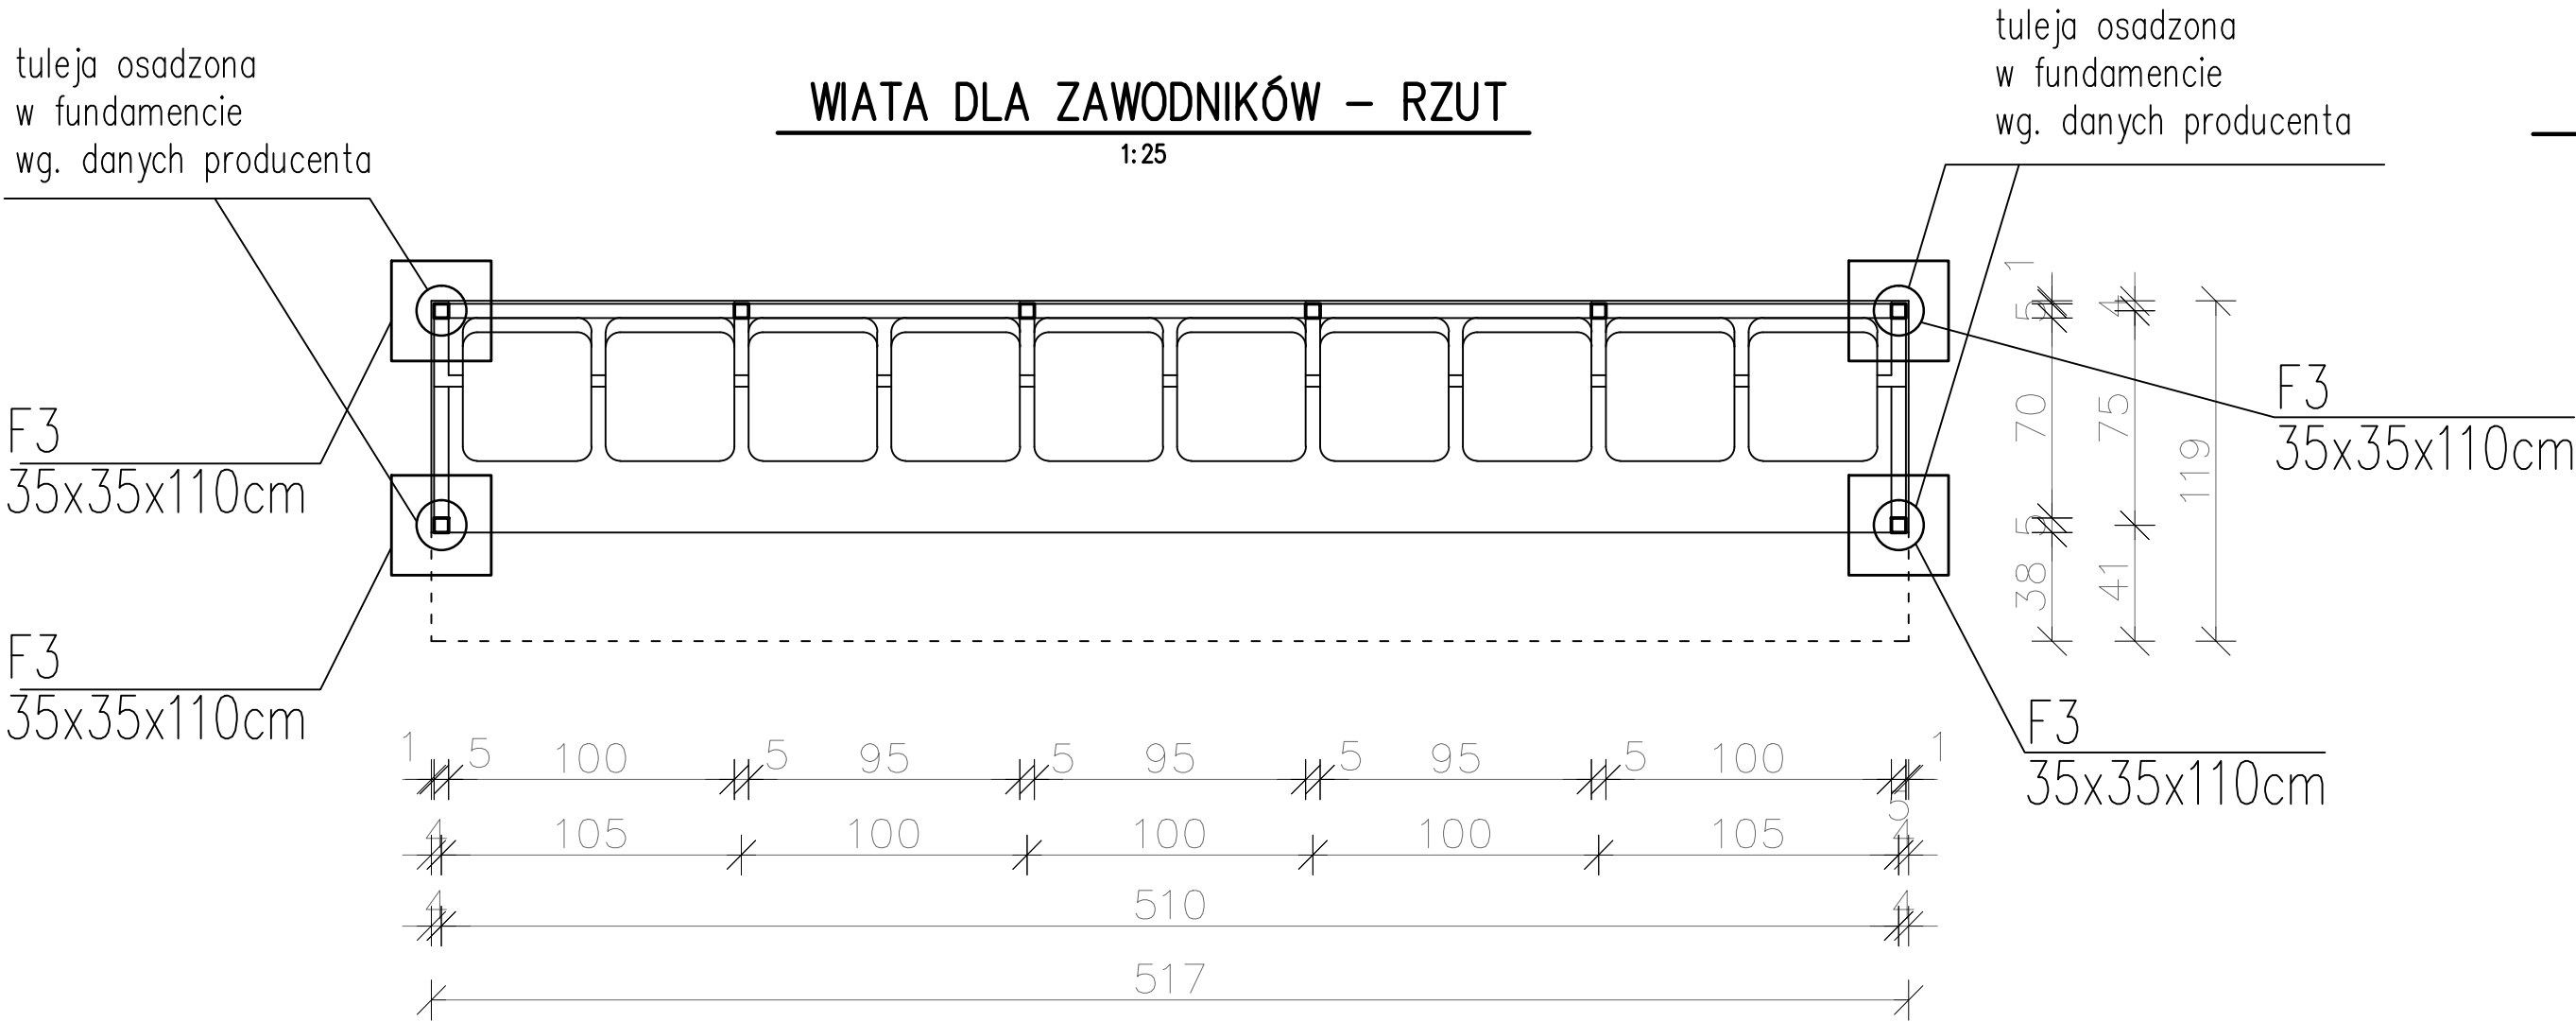 tuleja osadzona
w fundamencie
wg. danych producenta
WIATA DLA ZAWODNIKÓW – RZUT
1:25
tuleja osadzona
w fundamencie
wg. danych producenta
F3
35x35x110cm
F3
35x35x110cm
F3
35x35x110cm
F3
35x35x110cm
1 5 70 5 38
4 75 41
119
1 5 100 5 95 5 95 5 95 5 100 5 1
4 105 100 100 100 105 4
4 510 4
517